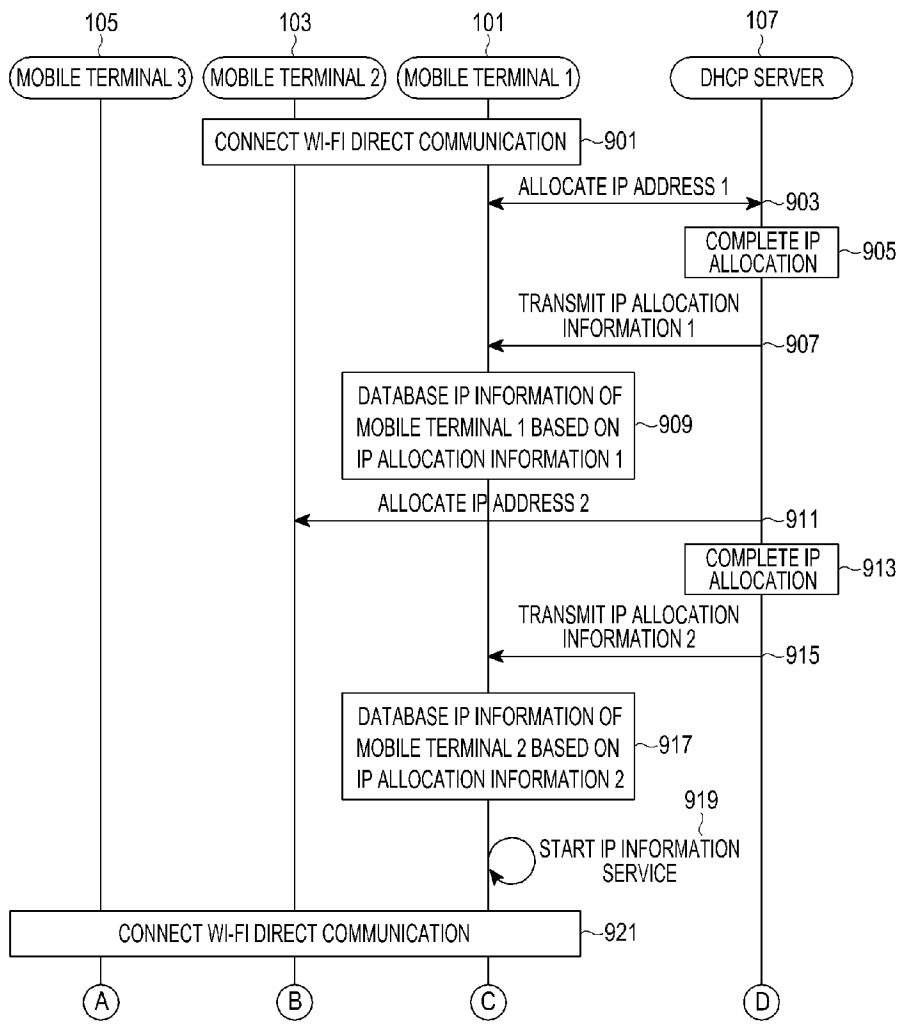 105
103
101
107
MOBILE TERMINAL 3
MOBILE TERMINAL 2
MOBILE TERMINAL 1
DHCP SERVER
CONNECT WI-FI DIRECT COMMUNICATION
901
ALLOCATE IP ADDRESS 1
903
COMPLETE IP
ALLOCATION
905
TRANSMIT IP ALLOCATION
INFORMATION 1
907
DATABASE IP INFORMATION OF
MOBILE TERMINAL 1 BASED ON
IP ALLOCATION INFORMATION 1
909
ALLOCATE IP ADDRESS 2
911
COMPLETE IP
ALLOCATION
913
TRANSMIT IP ALLOCATION
INFORMATION 2
915
DATABASE IP INFORMATION OF
MOBILE TERMINAL 2 BASED ON
IP ALLOCATION INFORMATION 2
917
919
START IP INFORMATION
SERVICE
CONNECT WI-FI DIRECT COMMUNICATION
921
A
B
C
D